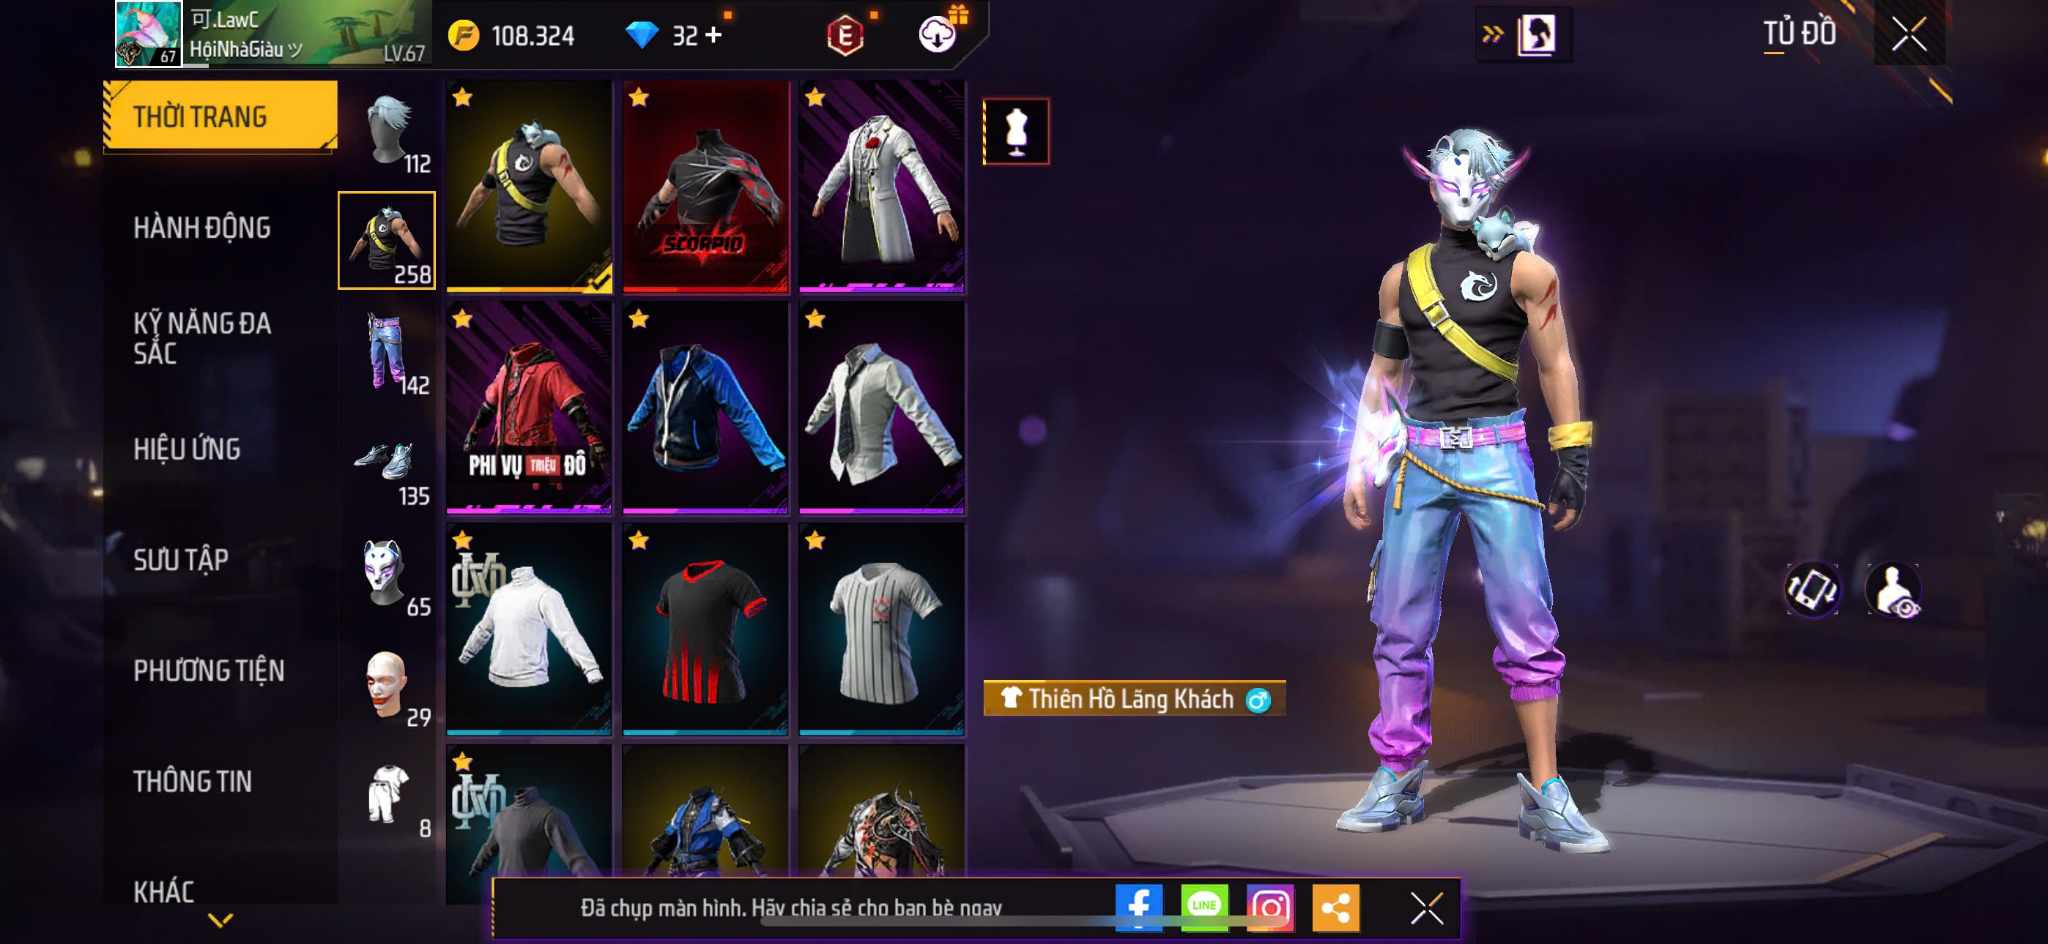 可.LawC
HộiNhàGiàu ツ
67
LV.67
108.324
32 +
E
TỦ ĐỒ
THỜI TRANG
HÀNH ĐỘNG
KỸ NĂNG ĐA
SẮC
HIỆU ỨNG
SƯU TẬP
PHƯƠNG TIỆN
THÔNG TIN
KHÁC
112
258
142
135
65
29
8
SCORPIO
PHI VỤ TRIỆU ĐÔ
Thiên Hồ Lãng Khách
Đã chụp màn hình. Hãy chia sẻ cho bạn bè ngay
LINE